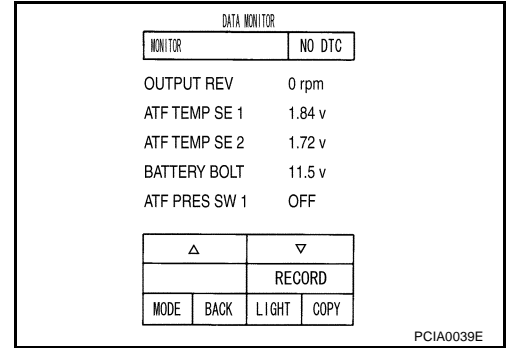 DATA MONITOR
MONITOR NO DTC
OUTPUT REV 0 rpm
ATF TEMP SE 1 1.84 v
ATF TEMP SE 2 1.72 v
BATTERY BOLT 11.5 v
ATF PRES SW 1 OFF
RECORD
MODE BACK LIGHT COPY
PCIA0039E